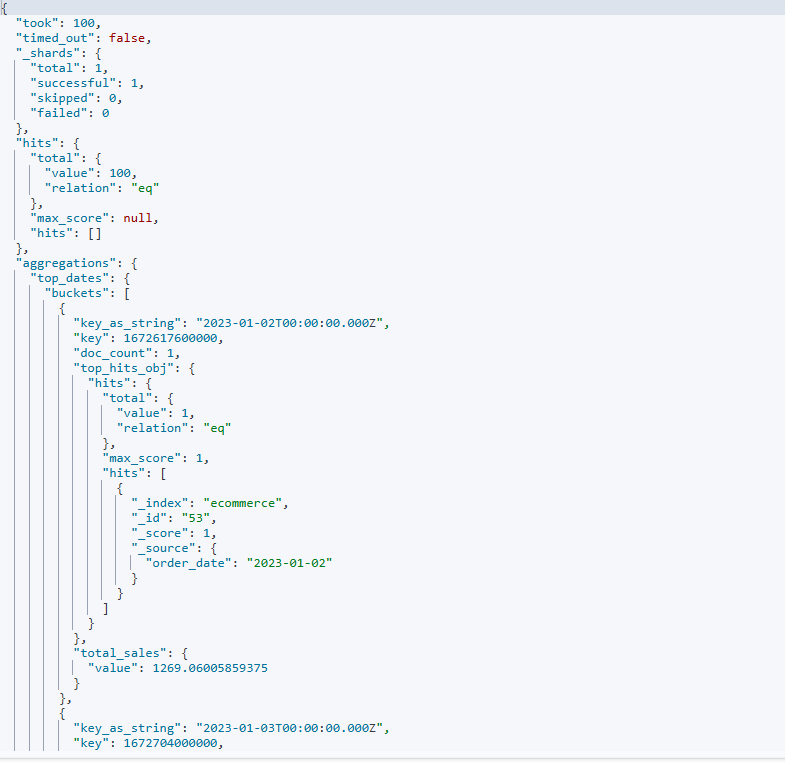 {
"took": 100,
"timed_out": false,
"_shards": {
"total": 1,
"successful": 1,
"skipped": 0,
"failed": 0
},
"hits": {
"total": {
"value": 100,
"relation": "eq"
},
"max_score": null,
"hits": []
},
"aggregations": {
"top_dates": {
"buckets": [
{
"key_as_string": "2023-01-02T00:00:00.000Z",
"key": 1672617600000,
"doc_count": 1,
"top_hits_obj": {
"hits": {
"total": {
"value": 1,
"relation": "eq"
},
"max_score": 1,
"hits": [
{
"_index": "ecommerce",
"_id": "53",
"_score": 1,
"_source": {
"order_date": "2023-01-02"
}
}
]
}
},
"total_sales": {
"value": 1269.06005859375
}
},
{
"key_as_string": "2023-01-03T00:00:00.000Z",
"key": 1672704000000,